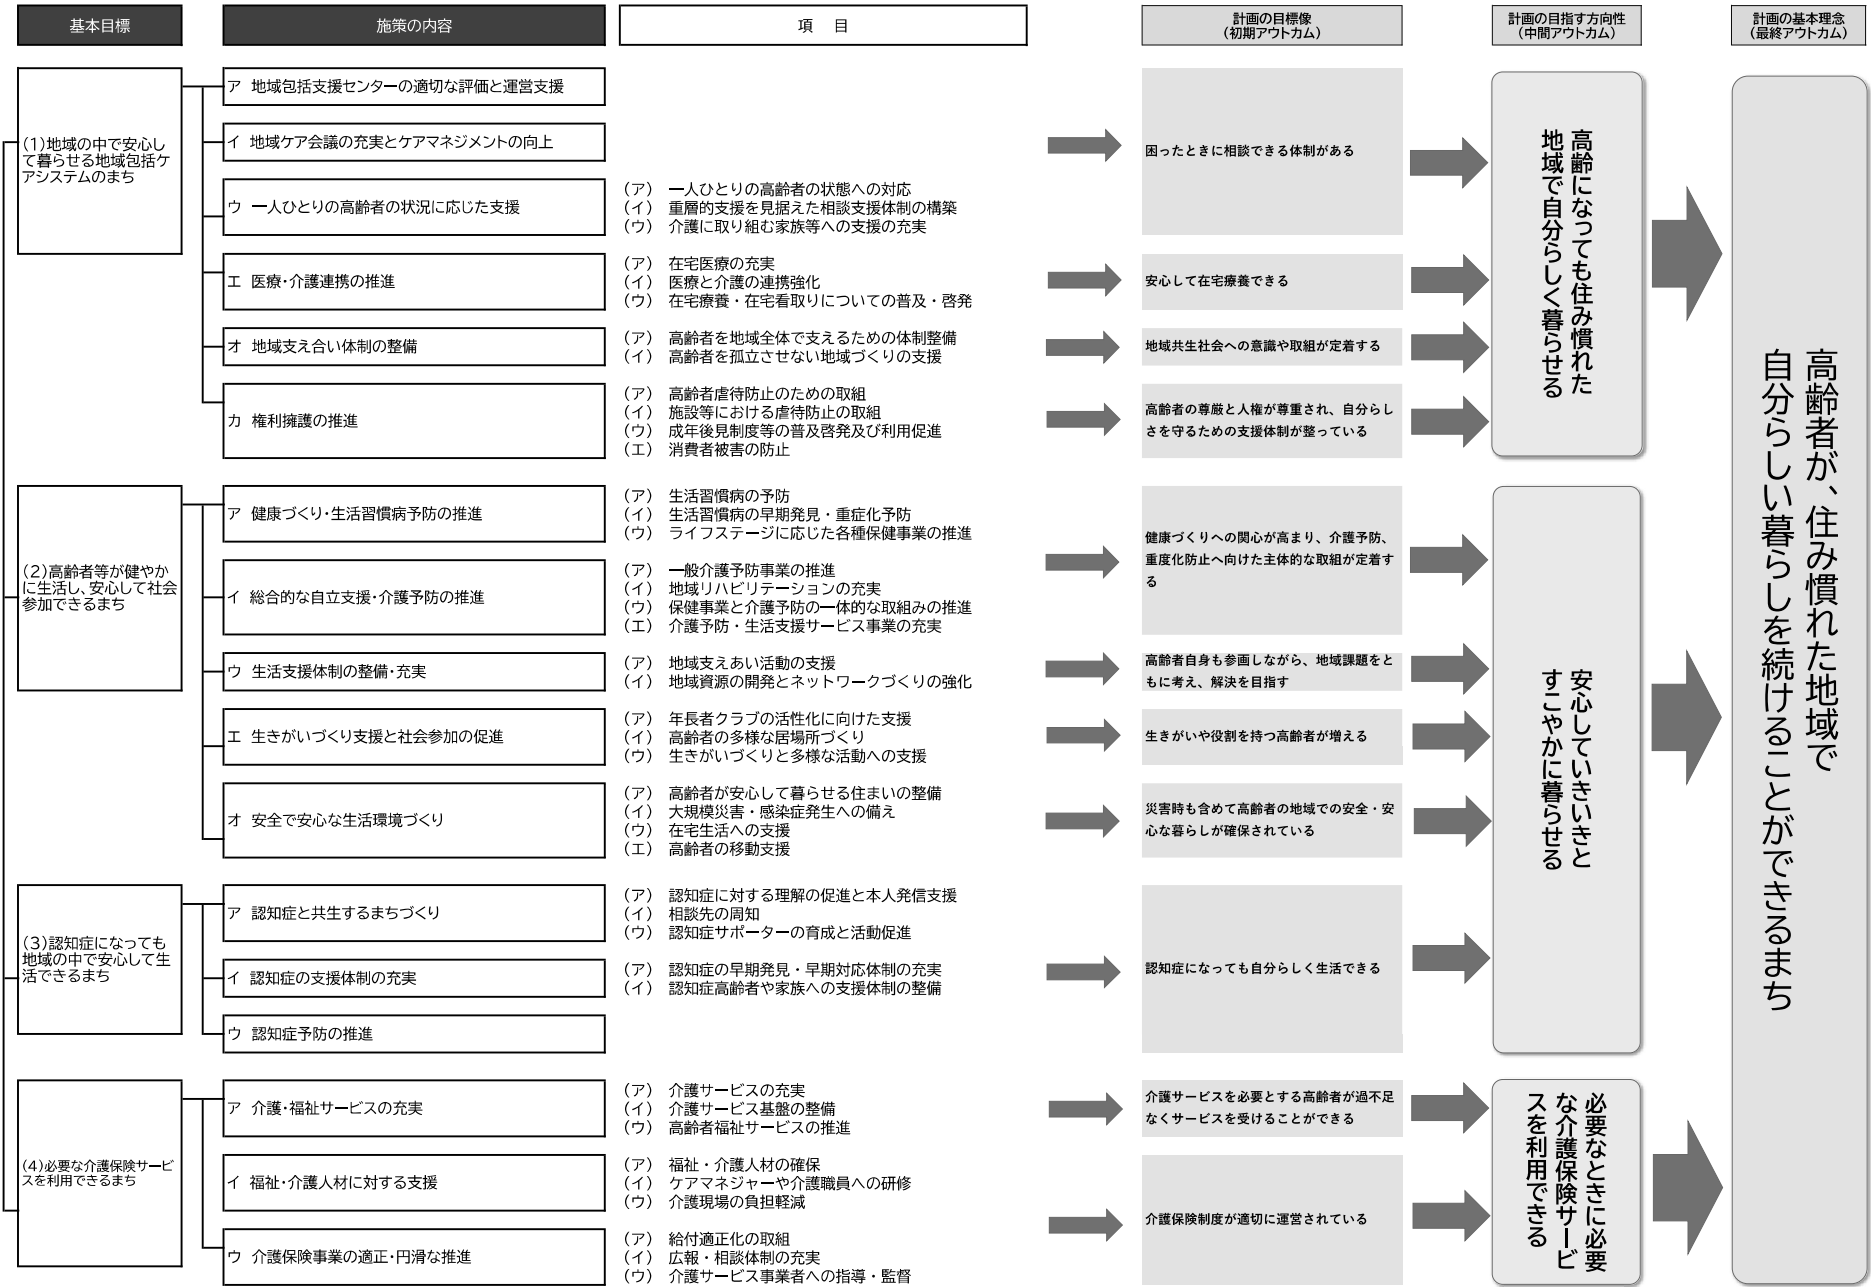 基本目標
施策の内容
項 目
計画の目標像
（初期アウトカム）
計画の目指す方向性
（中間アウトカム）
計画の基本理念
（最終アウトカム）
（1）地域の中で安心し
て暮らせる地域包括ケ
アシステムのまち
ア 地域包括支援センターの適切な評価と運営支援
イ 地域ケア会議の充実とケアマネジメントの向上
ウ 一人ひとりの高齢者の状況に応じた支援
（ア） 一人ひとりの高齢者の状態への対応
（イ） 重層的支援を見据えた相談支援体制の構築
（ウ） 介護に取り組む家族等への支援の充実
困ったときに相談できる体制がある
エ 医療・介護連携の推進
（ア） 在宅医療の充実
（イ） 医療と介護の連携強化
（ウ） 在宅療養・在宅看取りについての普及・啓発
安心して在宅療養できる
オ 地域支え合い体制の整備
（ア） 高齢者を地域全体で支えるための体制整備
（イ） 高齢者を孤立させない地域づくりの支援
地域共生社会への意識や取組が定着する
カ 権利擁護の推進
（ア） 高齢者虐待防止のための取組
（イ） 施設等における虐待防止の取組
（ウ） 成年後見制度等の普及啓発及び利用促進
（エ） 消費者被害の防止
高齢者の尊厳と人権が尊重され、自分らし
さを守るための支援体制が整っている
高齢になっても住み慣れた
地域で自分らしく暮らせる
（2）高齢者等が健やか
に生活し、安心して社会
参加できるまち
ア 健康づくり・生活習慣病予防の推進
（ア） 生活習慣病の予防
（イ） 生活習慣病の早期発見・重症化予防
（ウ） ライフステージに応じた各種保健事業の推進
イ 総合的な自立支援・介護予防の推進
（ア） 一般介護予防事業の推進
（イ） 地域リハビリテーションの充実
（ウ） 保健事業と介護予防の一体的な取組みの推進
（エ） 介護予防・生活支援サービス事業の充実
健康づくりへの関心が高まり、介護予防、
重度化防止へ向けた主体的な取組が定着す
る
ウ 生活支援体制の整備・充実
（ア） 地域支えあい活動の支援
（イ） 地域資源の開発とネットワークづくりの強化
高齢者自身も参画しながら、地域課題をと
もに考え、解決を目指す
エ 生きがいづくり支援と社会参加の促進
（ア） 年長者クラブの活性化に向けた支援
（イ） 高齢者の多様な居場所づくり
（ウ） 生きがいづくりと多様な活動への支援
生きがいや役割を持つ高齢者が増える
オ 安全で安心な生活環境づくり
（ア） 高齢者が安心して暮らせる住まいの整備
（イ） 大規模災害・感染症発生への備え
（ウ） 在宅生活への支援
（エ） 高齢者の移動支援
災害時も含めて高齢者の地域での安全・安
心な暮らしが確保されている
（3）認知症になっても
地域の中で安心して生
活できるまち
ア 認知症と共生するまちづくり
（ア） 認知症に対する理解の促進と本人発信支援
（イ） 相談先の周知
（ウ） 認知症サポーターの育成と活動促進
イ 認知症の支援体制の充実
（ア） 認知症の早期発見・早期対応体制の充実
（イ） 認知症高齢者や家族への支援体制の整備
ウ 認知症予防の推進
認知症になっても自分らしく生活できる
安心していきいきと
すこやかに暮らせる
（4）必要な介護保険サービ
スを利用できるまち
ア 介護・福祉サービスの充実
（ア） 介護サービスの充実
（イ） 介護サービス基盤の整備
（ウ） 高齢者福祉サービスの推進
介護サービスを必要とする高齢者が過不足
なくサービスを受けることができる
イ 福祉・介護人材に対する支援
（ア） 福祉・介護人材の確保
（イ） ケアマネジャーや介護職員への研修
（ウ） 介護現場の負担軽減
ウ 介護保険事業の適正・円滑な推進
（ア） 給付適正化の取組
（イ） 広報・相談体制の充実
（ウ） 介護サービス事業者への指導・監督
介護保険制度が適切に運営されている
必要なときに必要
な介護保険サービ
スを利用できる
高齢者が、住み慣れた地域で
自分らしい暮らしを続けることができるまち